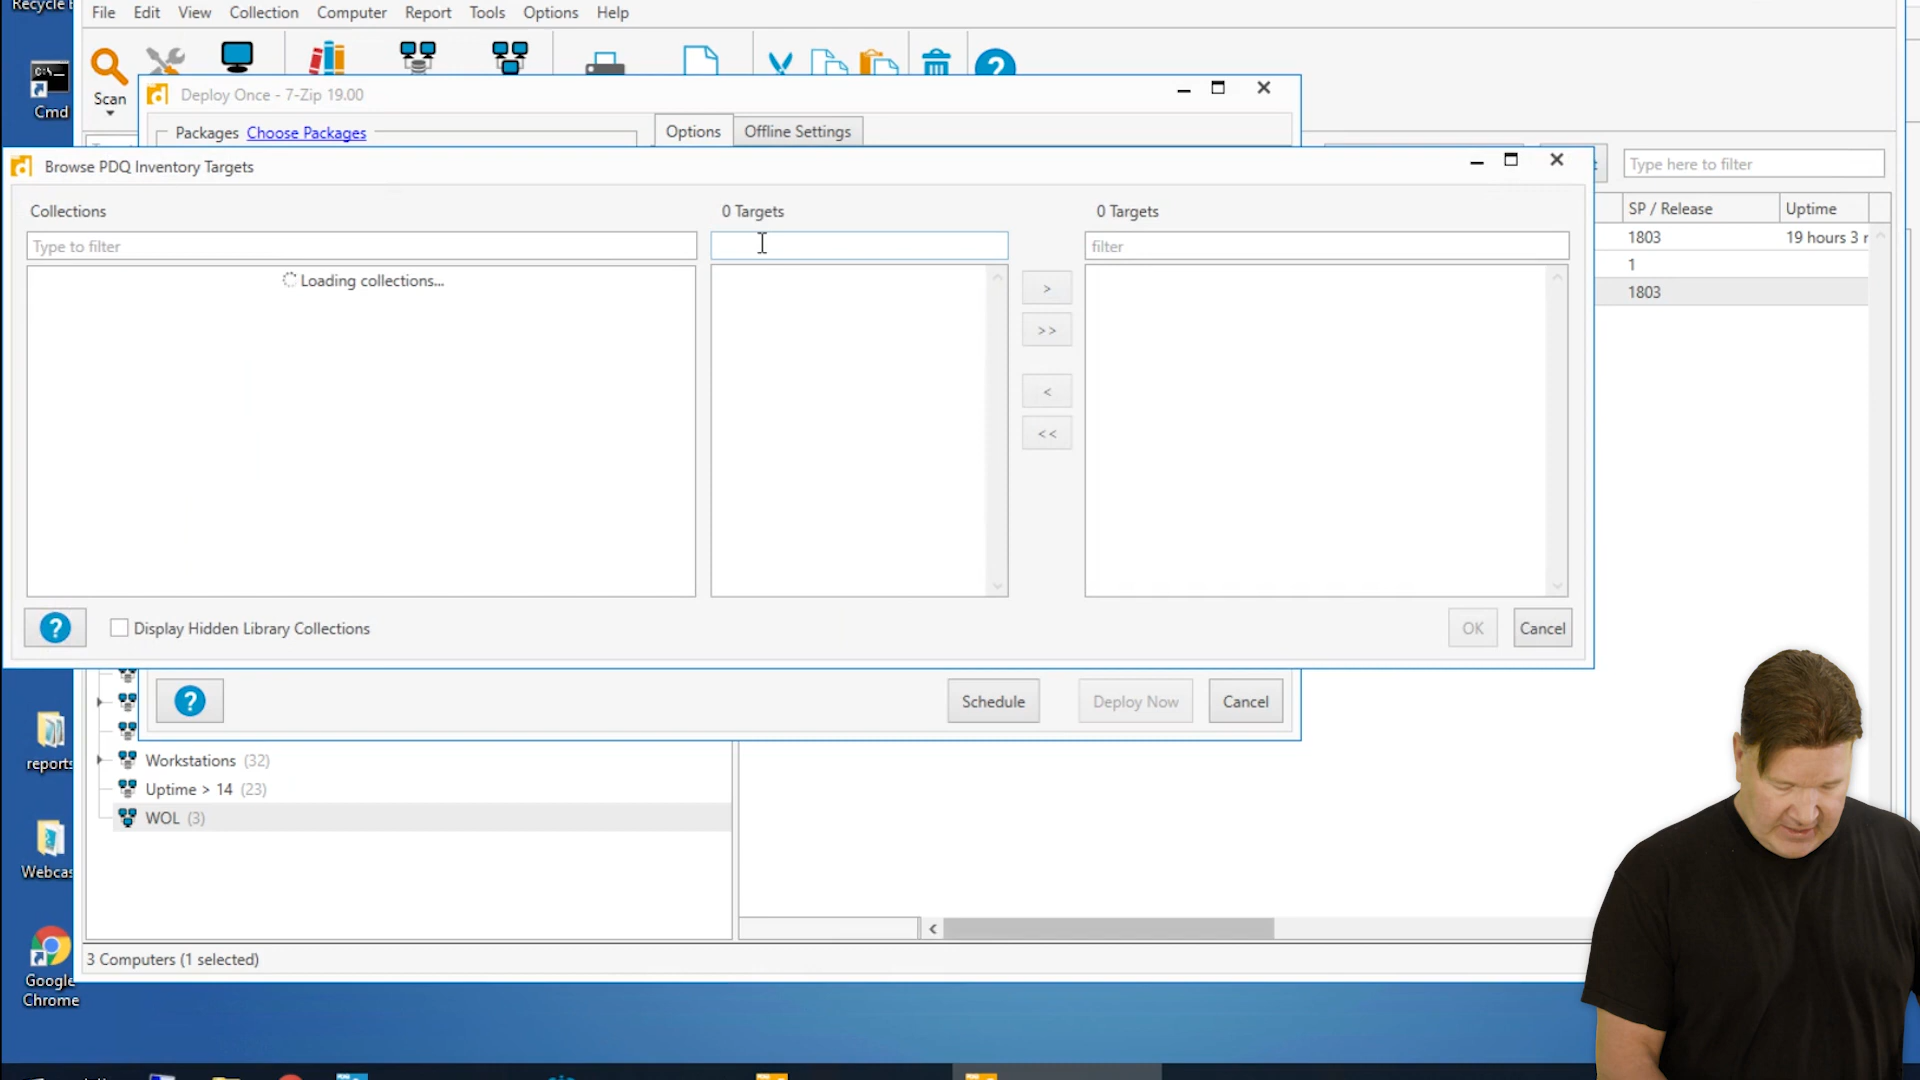 Recycle
File Edit View Collection Computer Report Tools Options Help
Cmd
Scan
Deploy Once - 7-Zip 19.00
Packages Choose Packages
Options Offline Settings
Type here to filter
Browse PDQ Inventory Targets
Collections 0 Targets 0 Targets
Type to filter filter
Loading collections...
> >> < <<
SP / Release Uptime
1803 19 hours 3
1
1803
Display Hidden Library Collections
OK Cancel
Schedule Deploy Now Cancel
reports
Workstations (32)
Uptime > 14 (23)
WOL (3)
Webcas
Google
Chrome
3 Computers (1 selected)